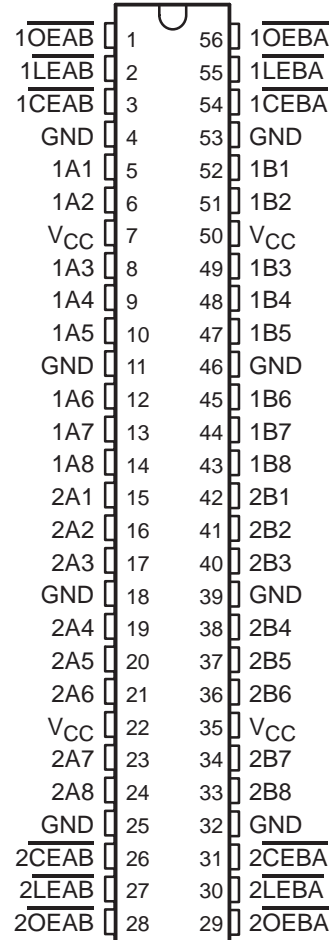 1OEAB 1 56 1OEBA
1LEAB 2 55 1LEBA
1CEAB 3 54 1CEBA
GND 4 53 GND
1A1 5 52 1B1
1A2 6 51 1B2
VCC 7 50 VCC
1A3 8 49 1B3
1A4 9 48 1B4
1A5 10 47 1B5
GND 11 46 GND
1A6 12 45 1B6
1A7 13 44 1B7
1A8 14 43 1B8
2A1 15 42 2B1
2A2 16 41 2B2
2A3 17 40 2B3
GND 18 39 GND
2A4 19 38 2B4
2A5 20 37 2B5
2A6 21 36 2B6
VCC 22 35 VCC
2A7 23 34 2B7
2A8 24 33 2B8
GND 25 32 GND
2CEAB 26 31 2CEBA
2LEAB 27 30 2LEBA
2OEAB 28 29 2OEBA